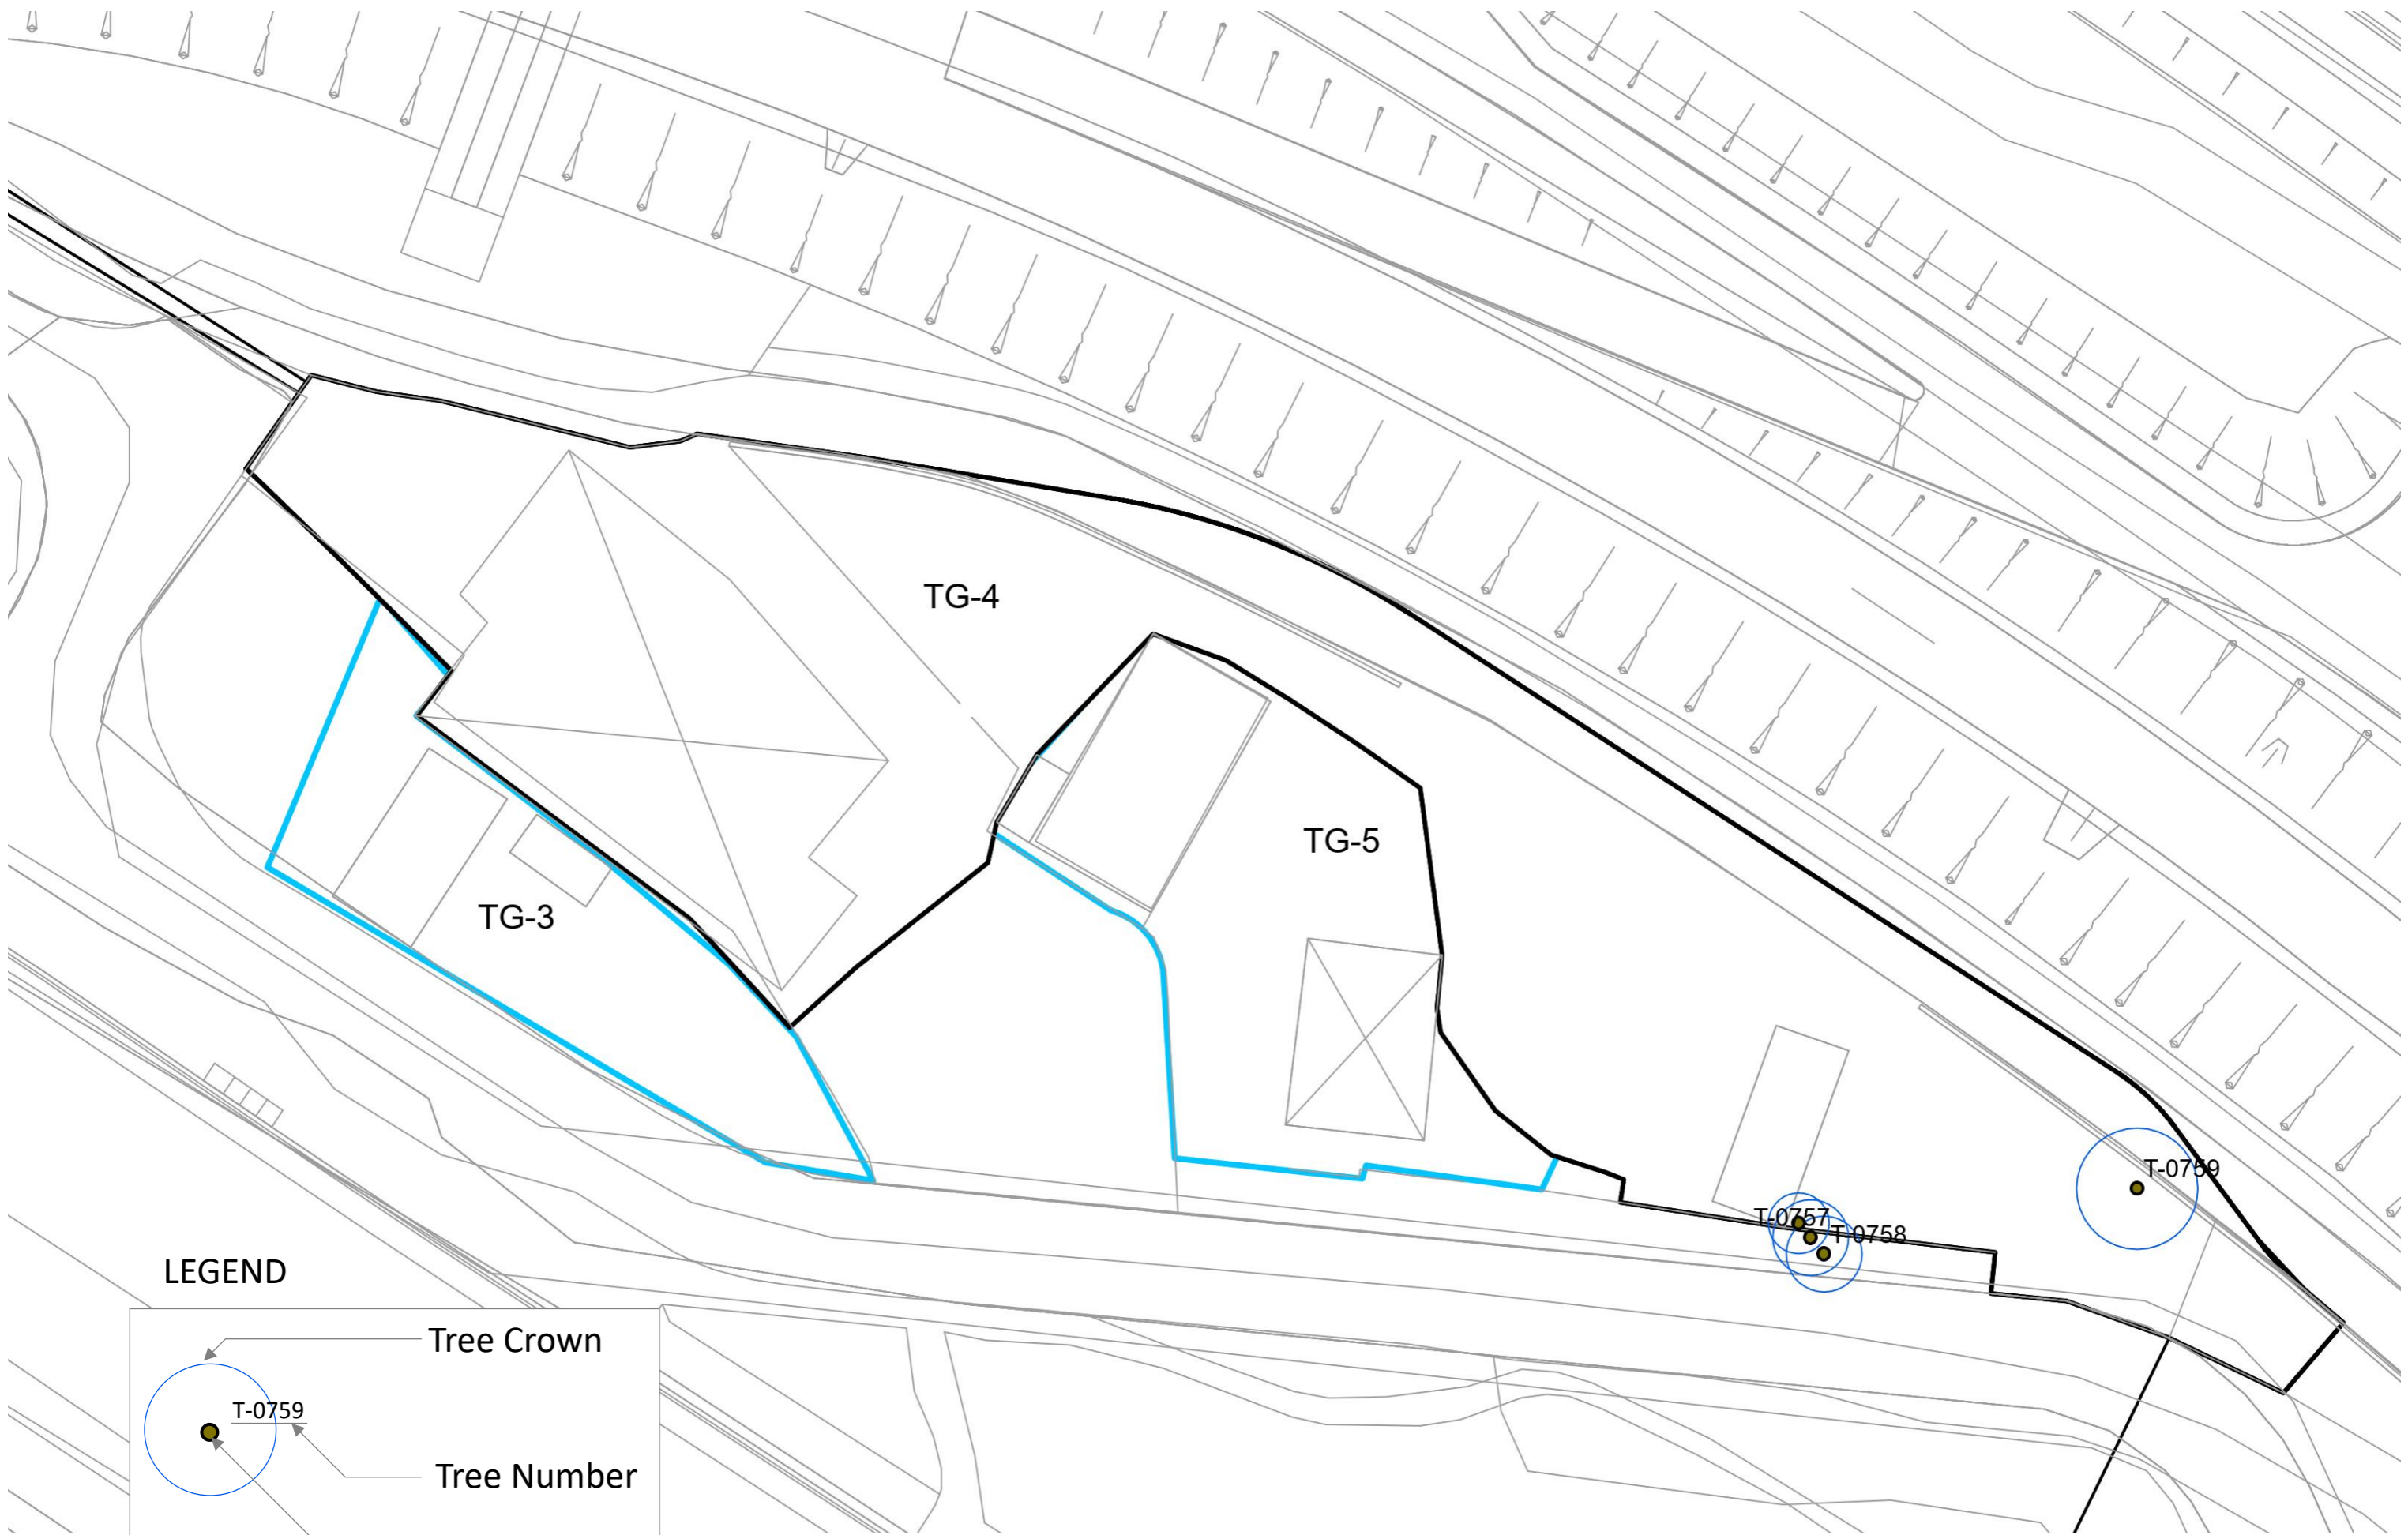 TG-4
TG-5
TG-3
T-0759
T-0757
T-0758
LEGEND
Tree Crown
T-0759
Tree Number